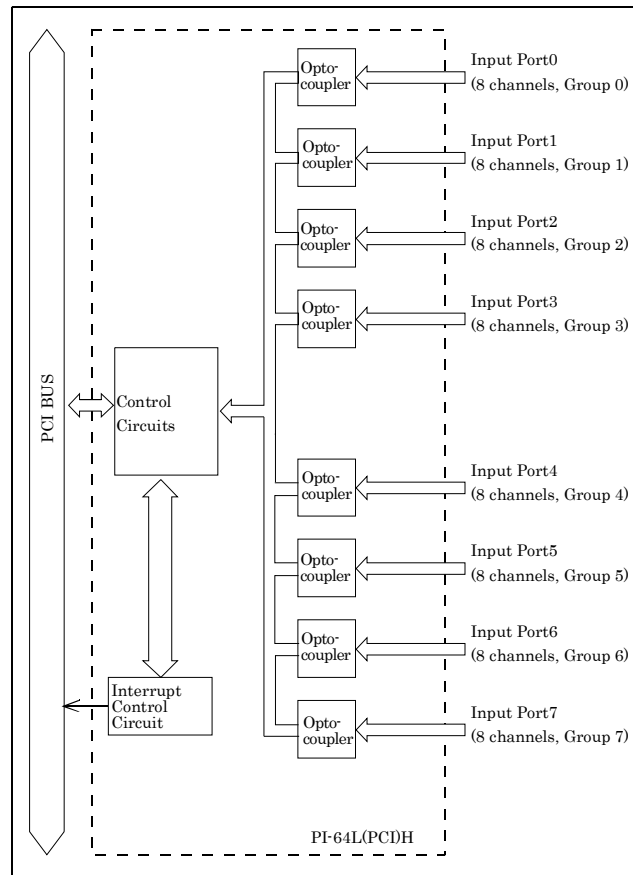 Opto-
coupler
Input Port0
(8 channels, Group 0)
Opto-
coupler
Input Port1
(8 channels, Group 1)
Opto-
coupler
Input Port2
(8 channels, Group 2)
Opto-
coupler
Input Port3
(8 channels, Group 3)
PCI BUS
Control
Circuits
Opto-
coupler
Input Port4
(8 channels, Group 4)
Opto-
coupler
Input Port5
(8 channels, Group 5)
Opto-
coupler
Input Port6
(8 channels, Group 6)
Interrupt
Control
Circuit
Opto-
coupler
Input Port7
(8 channels, Group 7)
PI-64L(PCI)H